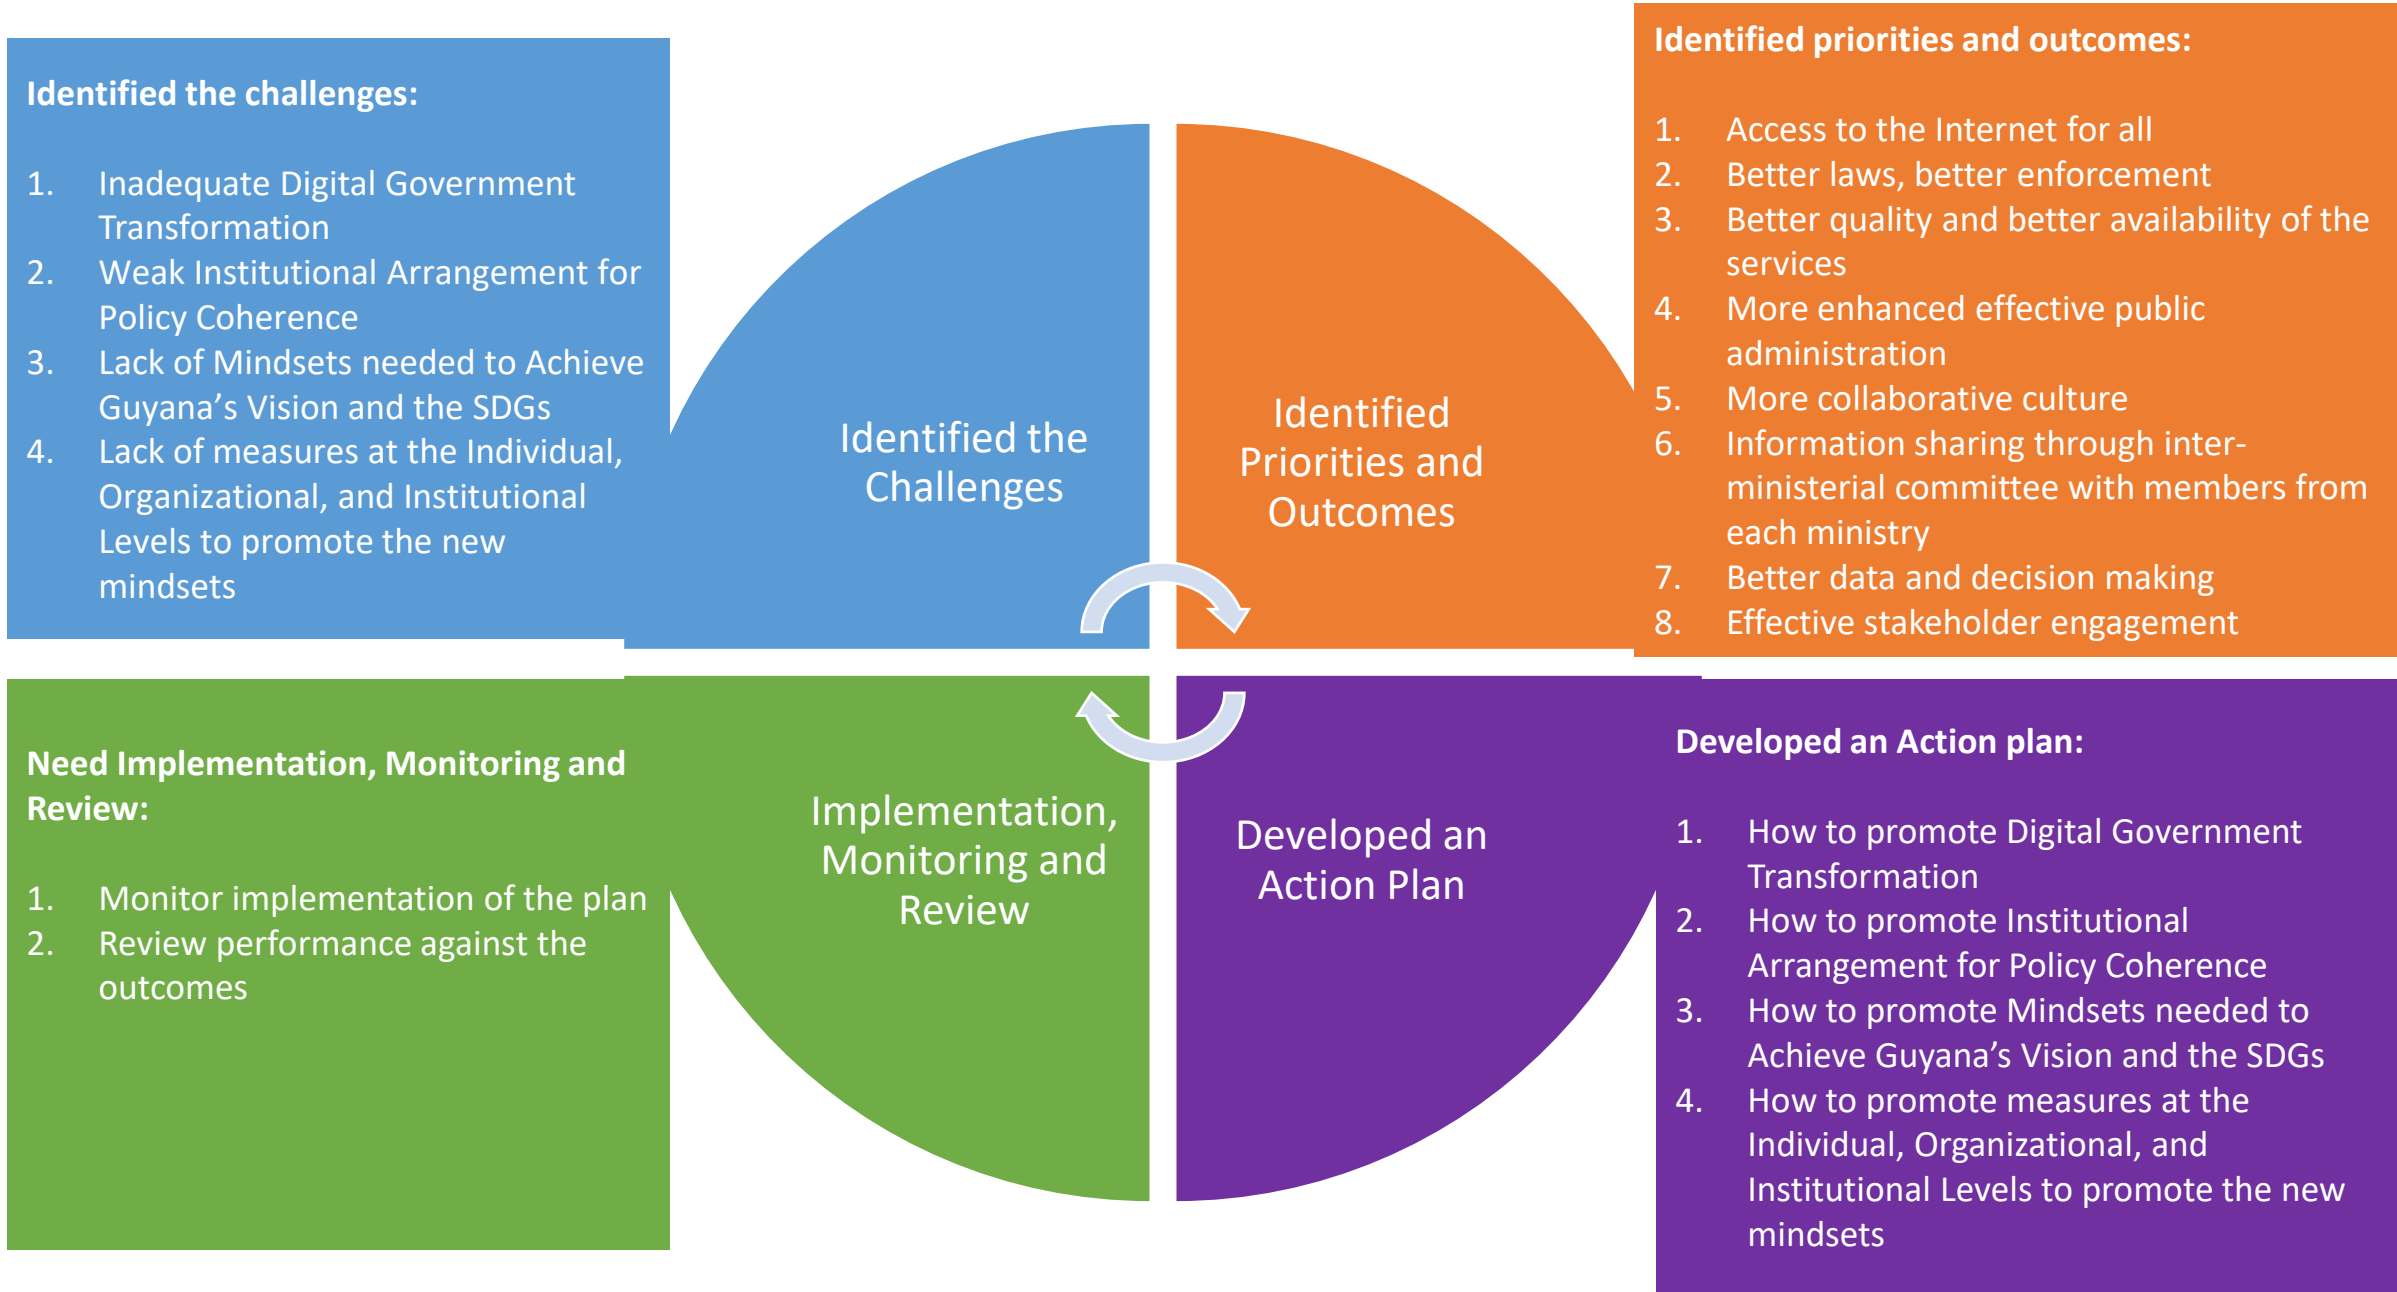 Identified the challenges:
1. Inadequate Digital Government
Transformation
2. Weak Institutional Arrangement for
Policy Coherence
3. Lack of Mindsets needed to Achieve
Guyana’s Vision and the SDGs
4. Lack of measures at the Individual,
Organizational, and Institutional
Levels to promote the new
mindsets
Identified the
Challenges
Identified
Priorities and
Outcomes
Identified priorities and outcomes:
1. Access to the Internet for all
2. Better laws, better enforcement
3. Better quality and better availability of the
services
4. More enhanced effective public
administration
5. More collaborative culture
6. Information sharing through inter-
ministerial committee with members from
each ministry
7. Better data and decision making
8. Effective stakeholder engagement
Need Implementation, Monitoring and
Review:
1. Monitor implementation of the plan
2. Review performance against the
outcomes
Implementation,
Monitoring and
Review
Developed an
Action Plan
Developed an Action plan:
1. How to promote Digital Government
Transformation
2. How to promote Institutional
Arrangement for Policy Coherence
3. How to promote Mindsets needed to
Achieve Guyana’s Vision and the SDGs
4. How to promote measures at the
Individual, Organizational, and
Institutional Levels to promote the new
mindsets